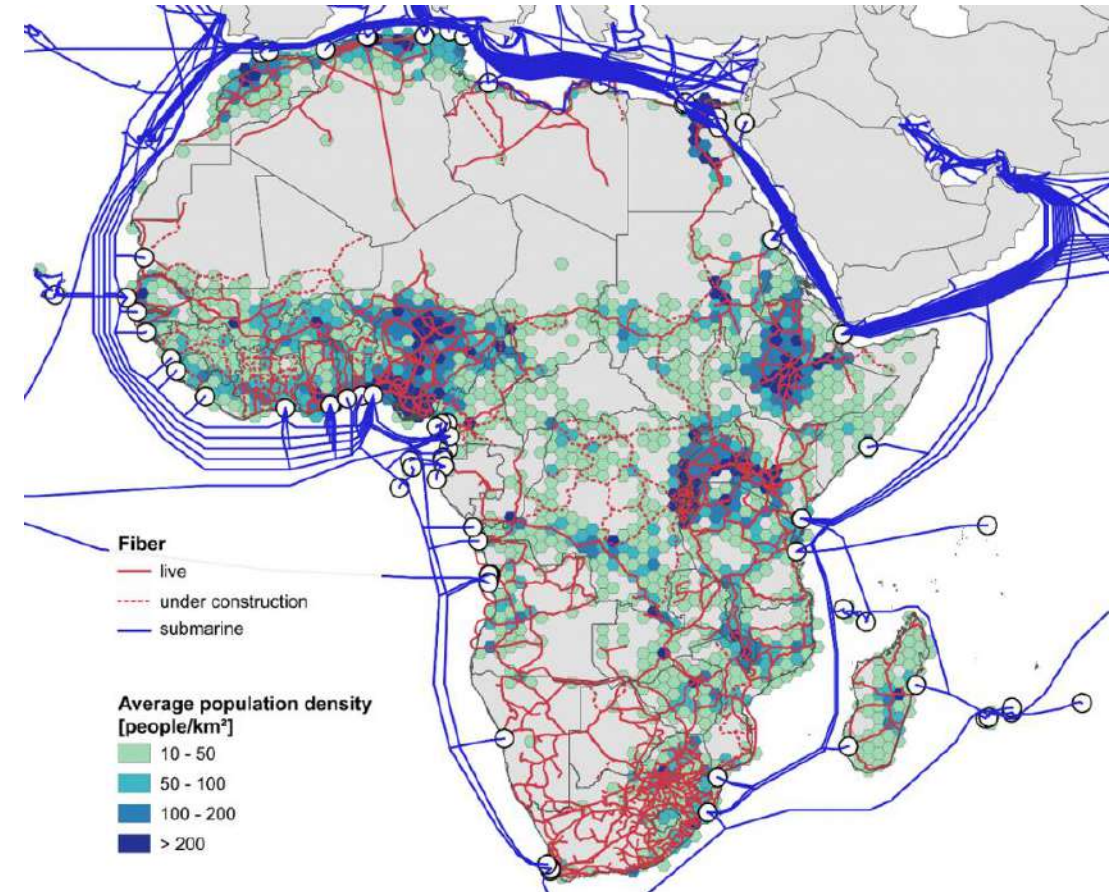 Fiber
live
under construction
submarine
Average population density
[people/km²]
10 - 50
50 - 100
100 - 200
> 200